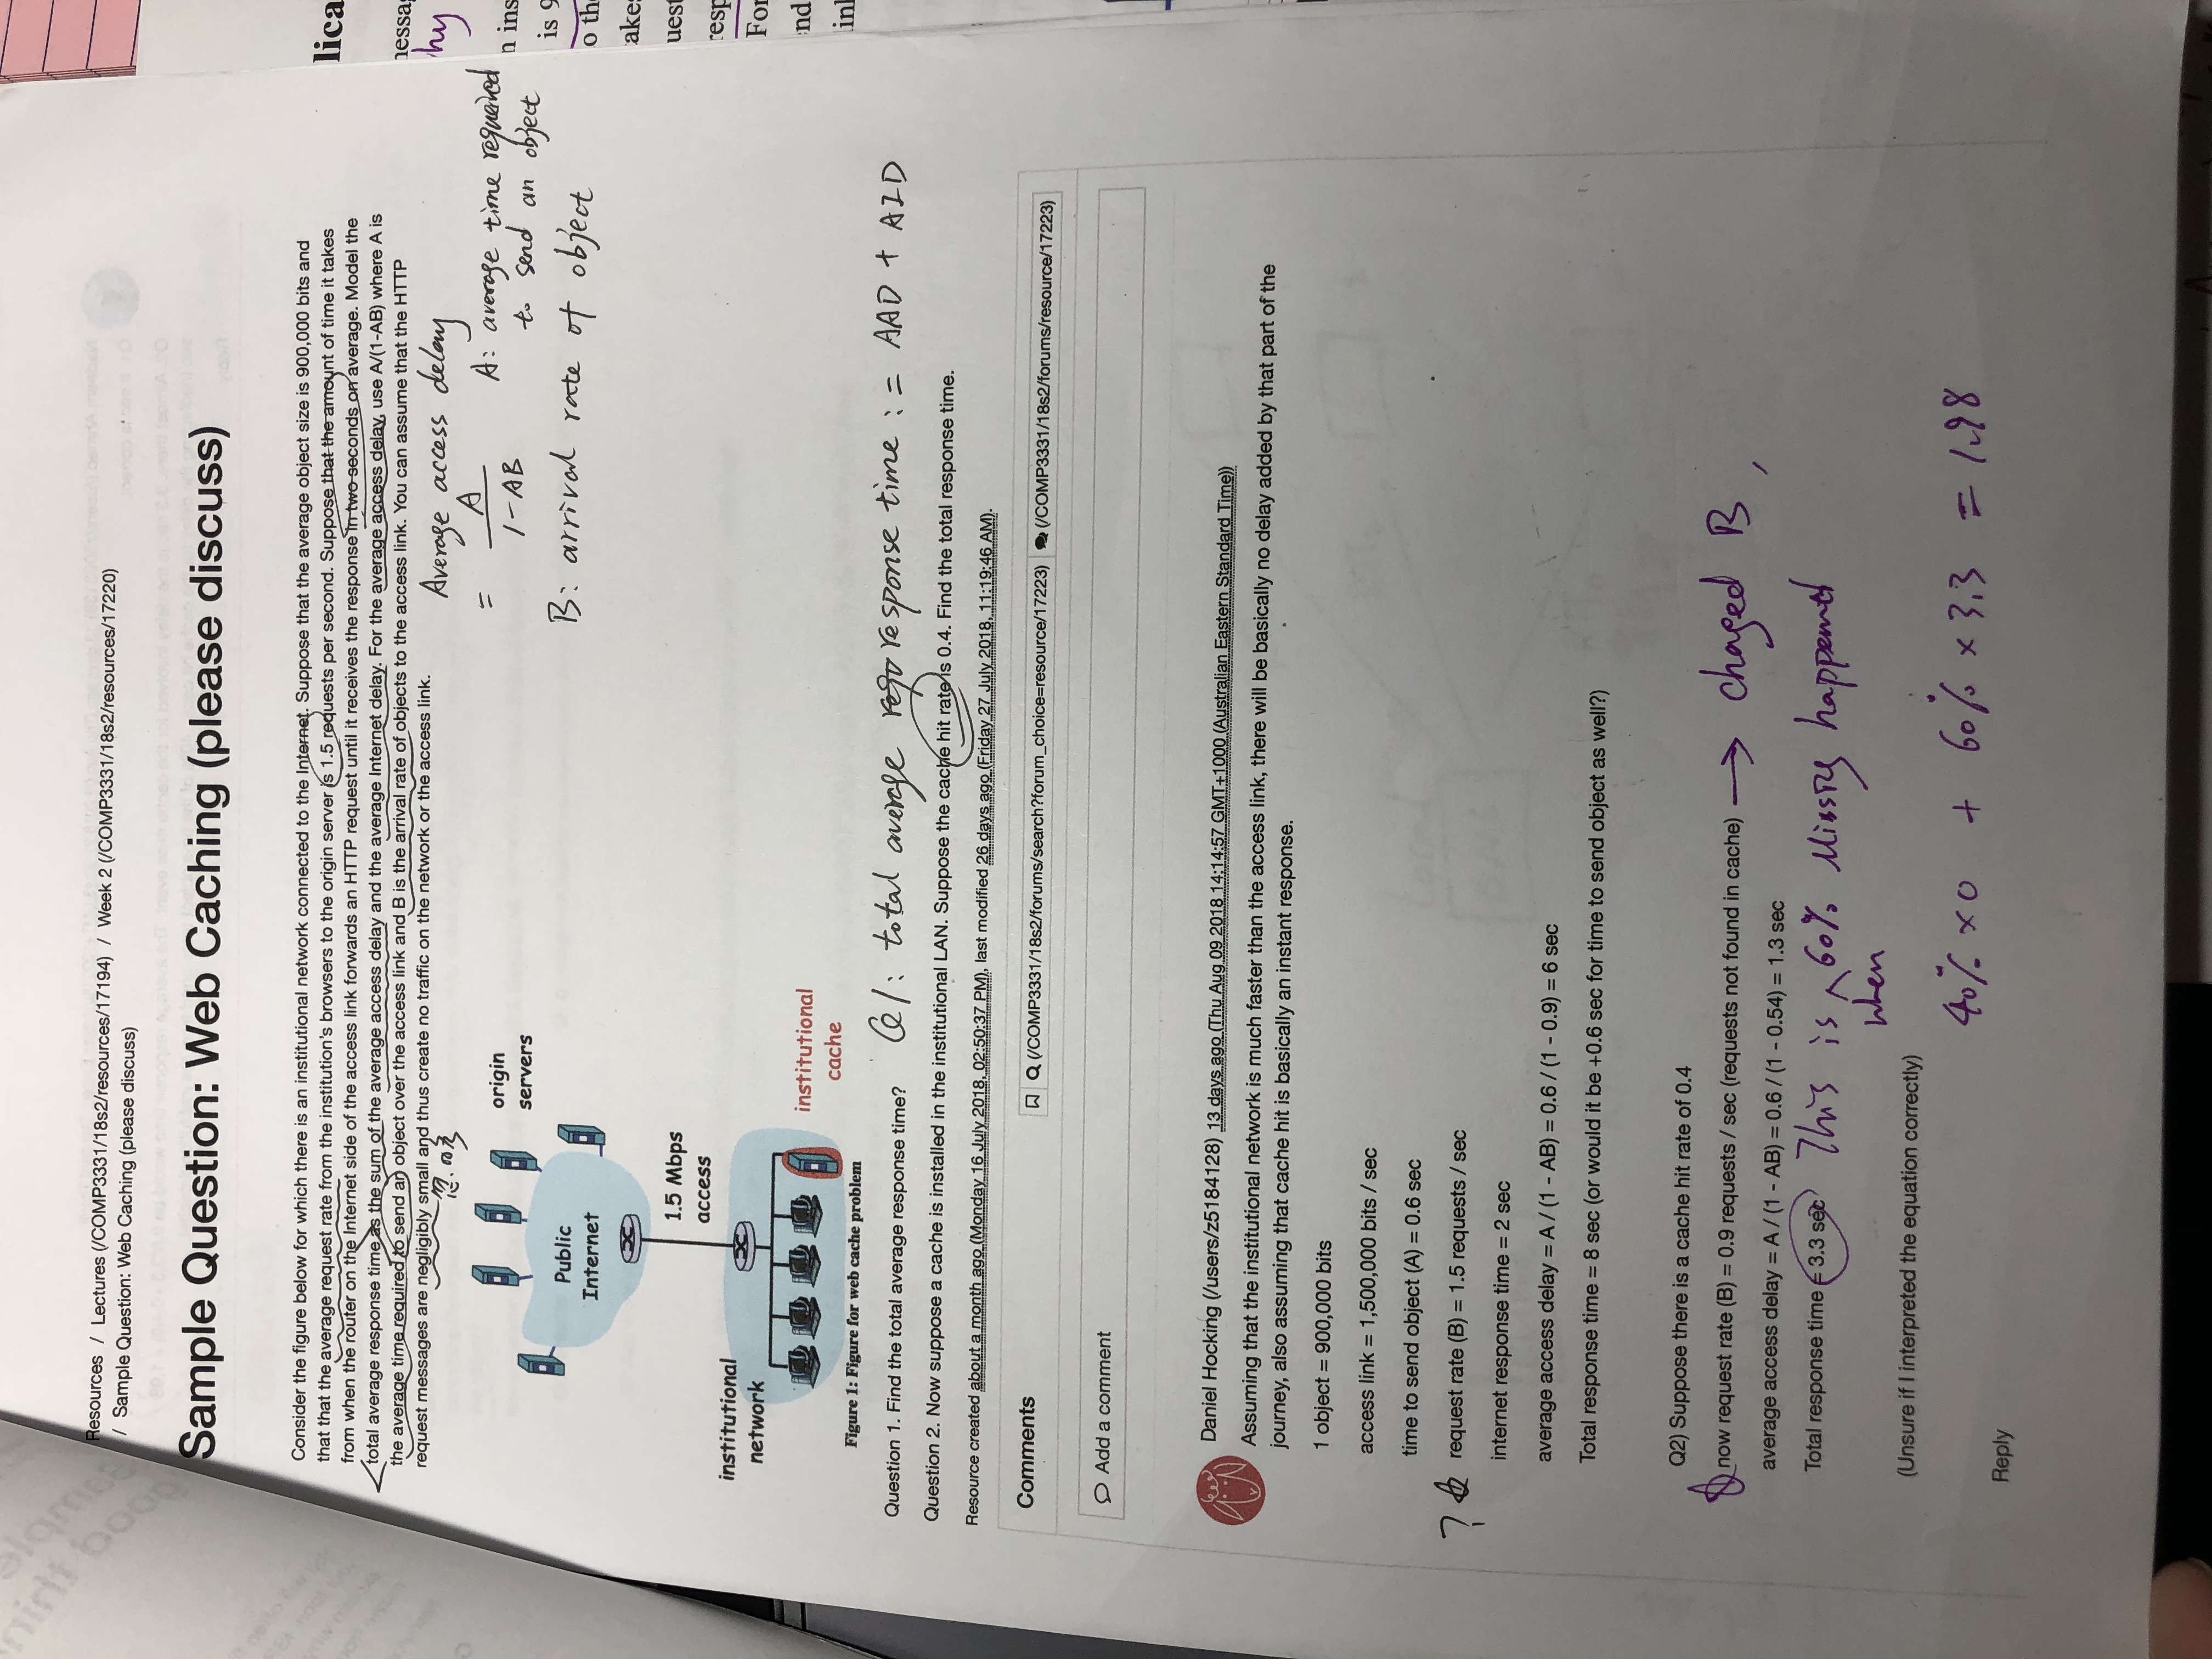 Resources / Lectures (/COMP3331/18s2/resources/17194) / Week 2 (/COMP3331/18s2/resources/17220)
/ Sample Question: Web Caching (please discuss)
Sample Question: Web Caching (please discuss)
Consider the figure below for which there is an institutional network connected to the Internet. Suppose that the average object size is 900,000 bits and
that that the average request rate from the institution's browsers to the origin server is 1.5 requests per second. Suppose that the amount of time it takes
from when the router on the Internet side of the access link forwards an HTTP request until it receives the response in two seconds on average. Model the
total average response time as the sum of the average access delay and the average Internet delay. For the average access delay, use A/(1-AB) where A is
the average time required to send an object over the access link and B is the arrival rate of objects to the access link. You can assume that the HTTP
request messages are negligibly small and thus create no traffic on the network or the access link.
Average access delay
= A / 1-AB
A: average time requeired
to send an object
B: arrival rate of object
origin
servers
Public
Internet
1.5 Mbps
access
institutional
network
institutional
cache
Figure 1: Figure for web cache problem
Question 1. Find the total average response time?
Q1: total average response time := AAD + AID
Question 2. Now suppose a cache is installed in the institutional LAN. Suppose the cache hit rate is 0.4. Find the total response time.
Resource created about a month ago (Monday 16 July 2018, 02:50:37 PM), last modified 26 days ago (Friday 27 July 2018, 11:19:46 AM).
Comments
(/COMP3331/18s2/forums/search?forum_choice=resource/17223)
(/COMP3331/18s2/forums/resource/17223)
Add a comment
Daniel Hocking (/users/z5184128) 13 days ago (Thu Aug 09 2018 14:14:57 GMT+1000 (Australian Eastern Standard Time))
Assuming that the institutional network is much faster than the access link, there will be basically no delay added by that part of the
journey, also assuming that cache hit is basically an instant response.
1 object = 900,000 bits
access link = 1,500,000 bits / sec
time to send object (A) = 0.6 sec
? request rate (B) = 1.5 requests / sec
internet response time = 2 sec
average access delay = A / (1 - AB) = 0.6 / (1 - 0.9) = 6 sec
Total response time = 8 sec (or would it be +0.6 sec for time to send object as well?)
Q2) Suppose there is a cache hit rate of 0.4
now request rate (B) = 0.9 requests / sec (requests not found in cache) → chaged B,
average access delay = A / (1 - AB) = 0.6 / (1 - 0.54) = 1.3 sec
Total response time = 3.3 sec
This is when 60% Missing happened
(Unsure if I interpreted the equation correctly)
40% × 0 + 60% × 3.3 = 1.98
Reply
lica
hy
n ins
is 9
o th
uest
resp
For
nd